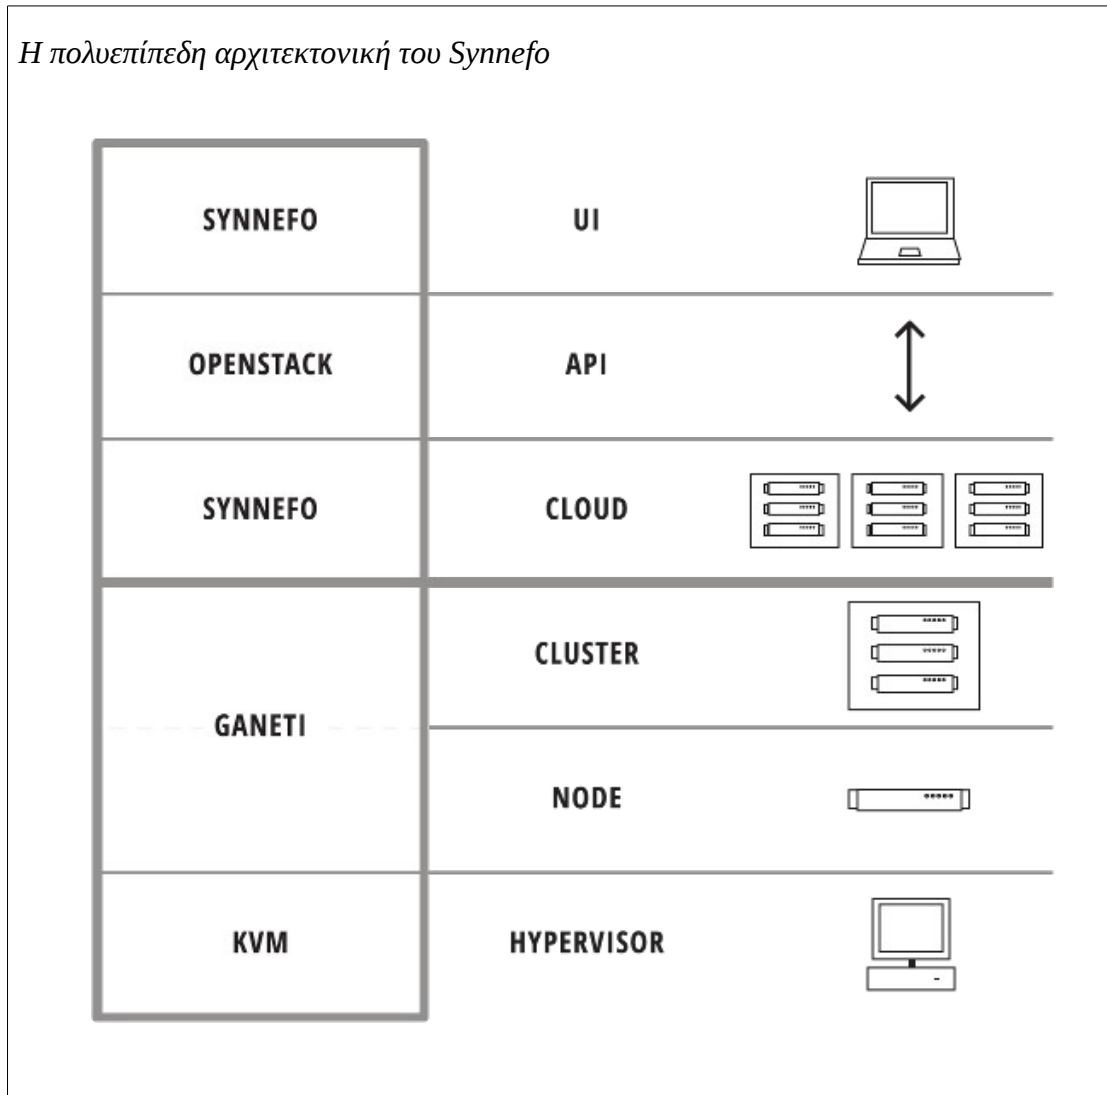 Η πολυεπίπεδη αρχιτεκτονική του Synnefo
SYNNEFO UI
OPENSTACK API
SYNNEFO CLOUD
CLUSTER
GANETI
NODE
KVM HYPERVISOR